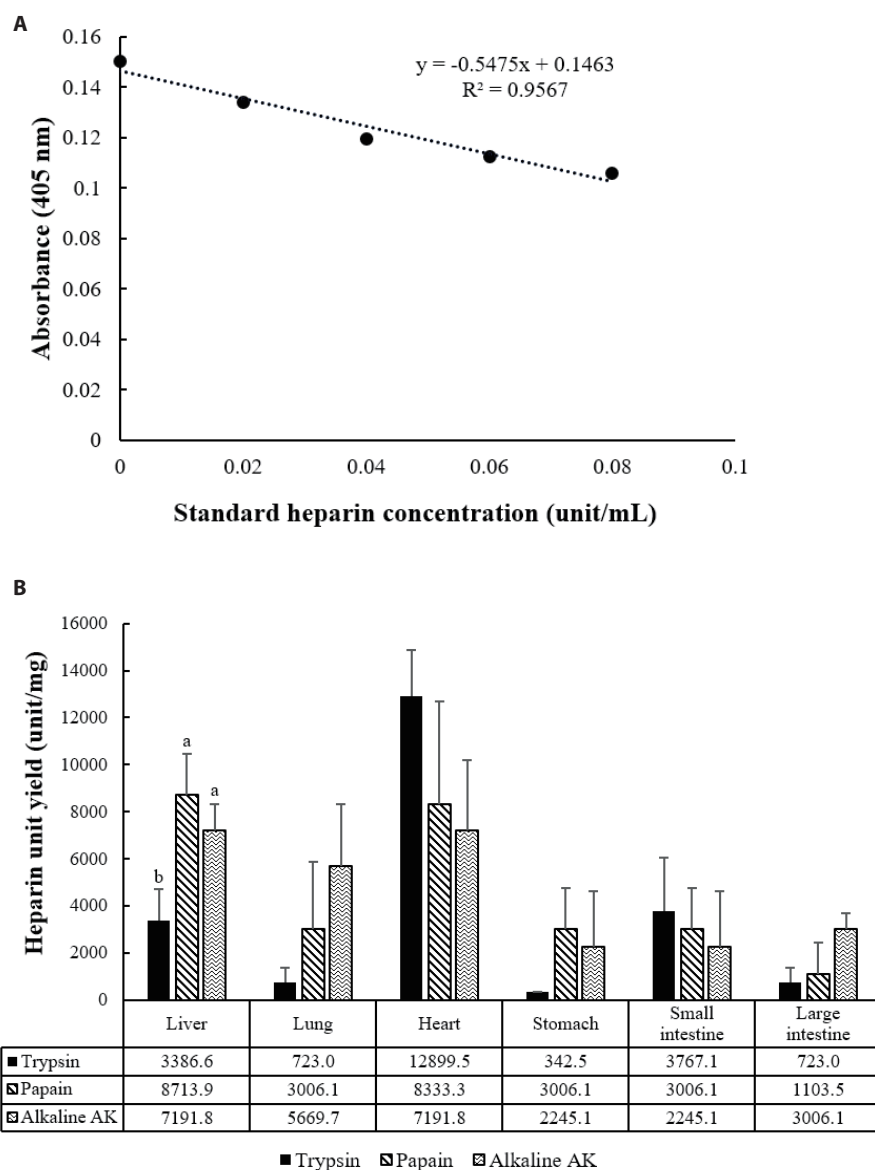 A
0.16
0.14
0.12
0.1
0.08
0.06
0.04
0.02
0
y = -0.5475x + 0.1463
R² = 0.9567
Absorbance (405 nm)
0 0.02 0.04 0.06 0.08 0.1
Standard heparin concentration (unit/mL)
B
16000
14000
12000
10000
8000
6000
4000
2000
0
Heparin unit yield (unit/mg)
b a a
Liver Lung Heart Stomach Small intestine Large intestine
Trypsin 3386.6 723.0 12899.5 342.5 3767.1 723.0
Papain 8713.9 3006.1 8333.3 3006.1 3006.1 1103.5
Alkaline AK 7191.8 5669.7 7191.8 2245.1 2245.1 3006.1
Trypsin Papain Alkaline AK